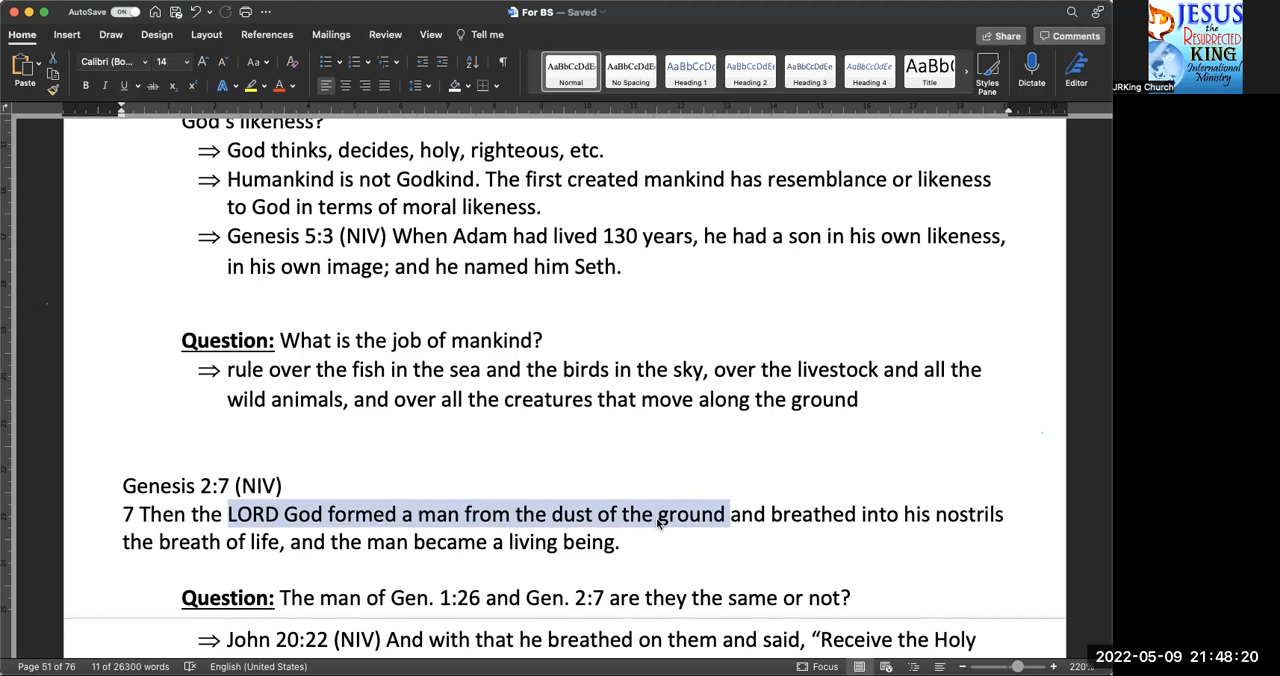 AutoSave ON For BS — Saved
Home Insert Draw Design Layout References Mailings Review View Tell me Share Comments
Paste Calibri (Bo... 14 A A Aa A
B I U ab A A
AaBbCcDdEe AaBbCcDdEe AaBbCcDc AaBbCcDdEe AaBbCcDdEe AaBbCcDdEe AaBb(
Normal No Spacing Heading 1 Heading 2 Heading 3 Heading 4 Title
Styles Pane Dictate Editor
JESUS
the
RESURRECTED
KING
International
Ministry
JRKing Church
God's likeness?
⇒ God thinks, decides, holy, righteous, etc.
⇒ Humankind is not Godkind. The first created mankind has resemblance or likeness
to God in terms of moral likeness.
⇒ Genesis 5:3 (NIV) When Adam had lived 130 years, he had a son in his own likeness,
in his own image; and he named him Seth.
Question: What is the job of mankind?
⇒ rule over the fish in the sea and the birds in the sky, over the livestock and all the
wild animals, and over all the creatures that move along the ground
Genesis 2:7 (NIV)
7 Then the LORD God formed a man from the dust of the ground and breathed into his nostrils
the breath of life, and the man became a living being.
Question: The man of Gen. 1:26 and Gen. 2:7 are they the same or not?
⇒ John 20:22 (NIV) And with that he breathed on them and said, “Receive the Holy
Page 51 of 76 11 of 26300 words English (United States) Focus 220%
2022-05-09 21:48:20